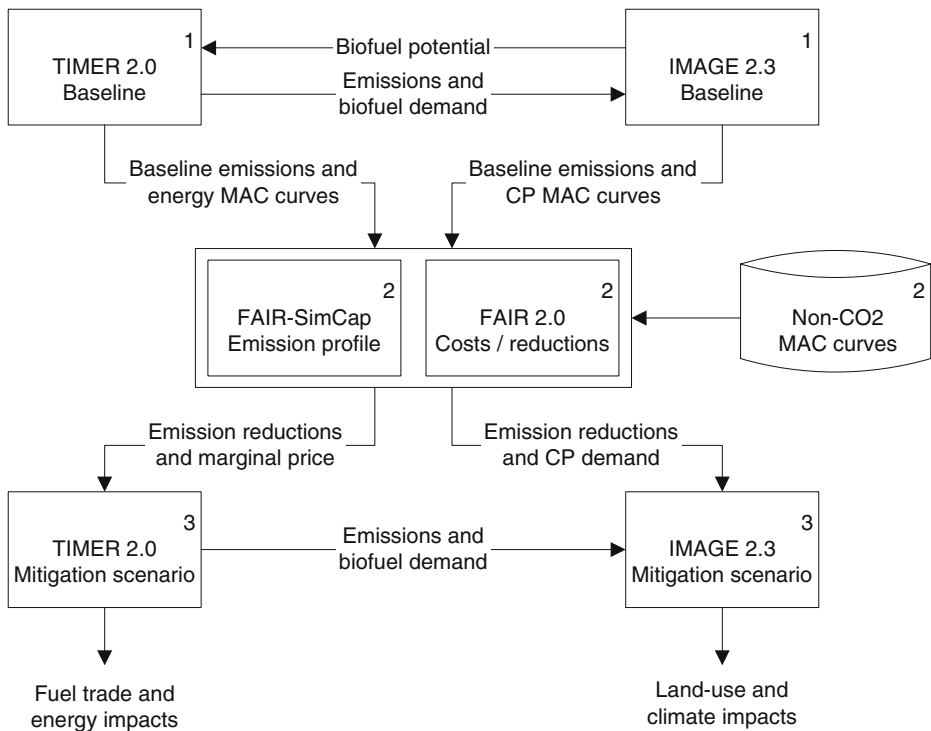 1
TIMER 2.0
Baseline
Biofuel potential
Emissions and
biofuel demand
1
IMAGE 2.3
Baseline
Baseline emissions and
energy MAC curves
Baseline emissions and
CP MAC curves
2
FAIR-SimCap
Emission profile
2
FAIR 2.0
Costs / reductions
2
Non-CO2
MAC curves
Emission reductions
and marginal price
Emission reductions
and CP demand
3
TIMER 2.0
Mitigation scenario
Emissions and
biofuel demand
3
IMAGE 2.3
Mitigation scenario
Fuel trade and
energy impacts
Land-use and
climate impacts